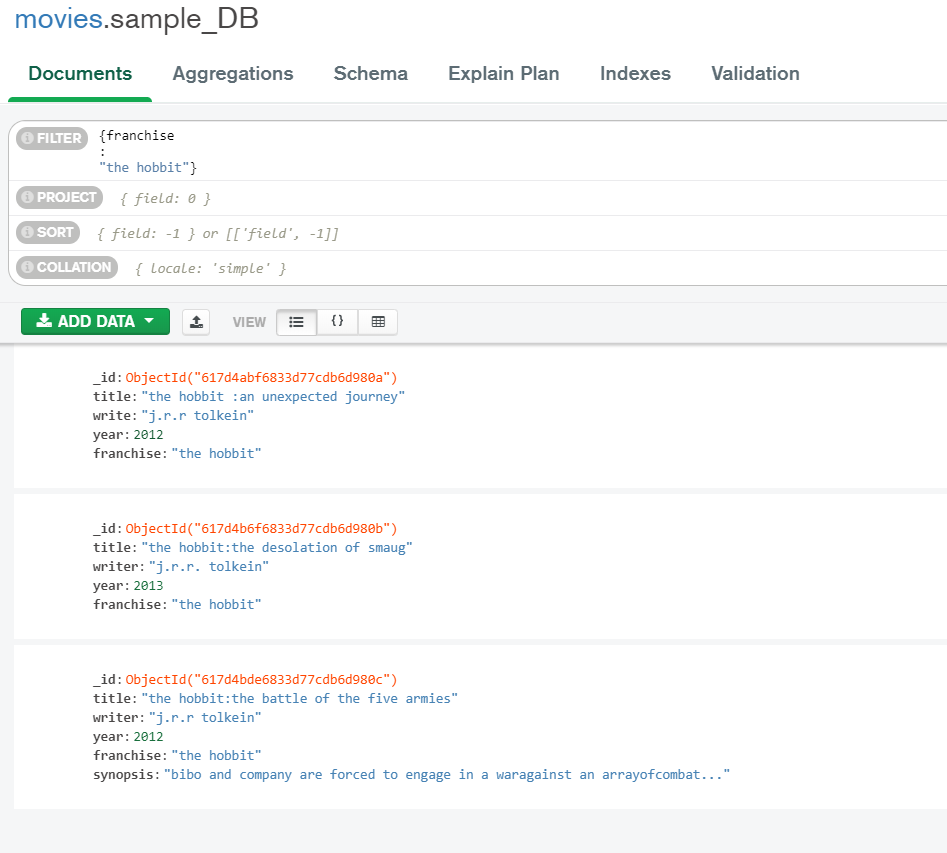 movies.sample_DB
Documents Aggregations Schema Explain Plan Indexes Validation
FILTER {franchise
:
"the hobbit"}
PROJECT { field: 0 }
SORT { field: -1 } or [['field', -1]]
COLLATION { locale: 'simple' }
ADD DATA VIEW {}
_id: ObjectId("617d4abf6833d77cdb6d980a")
title: "the hobbit :an unexpected journey"
write: "j.r.r tolkein"
year: 2012
franchise: "the hobbit"
_id: ObjectId("617d4b6f6833d77cdb6d980b")
title: "the hobbit:the desolation of smaug"
writer: "j.r.r. tolkein"
year: 2013
franchise: "the hobbit"
_id: ObjectId("617d4bde6833d77cdb6d980c")
title: "the hobbit:the battle of the five armies"
writer: "j.r.r tolkein"
year: 2012
franchise: "the hobbit"
synopsis: "bibo and company are forced to engage in a waragainst an arrayofcombat..."